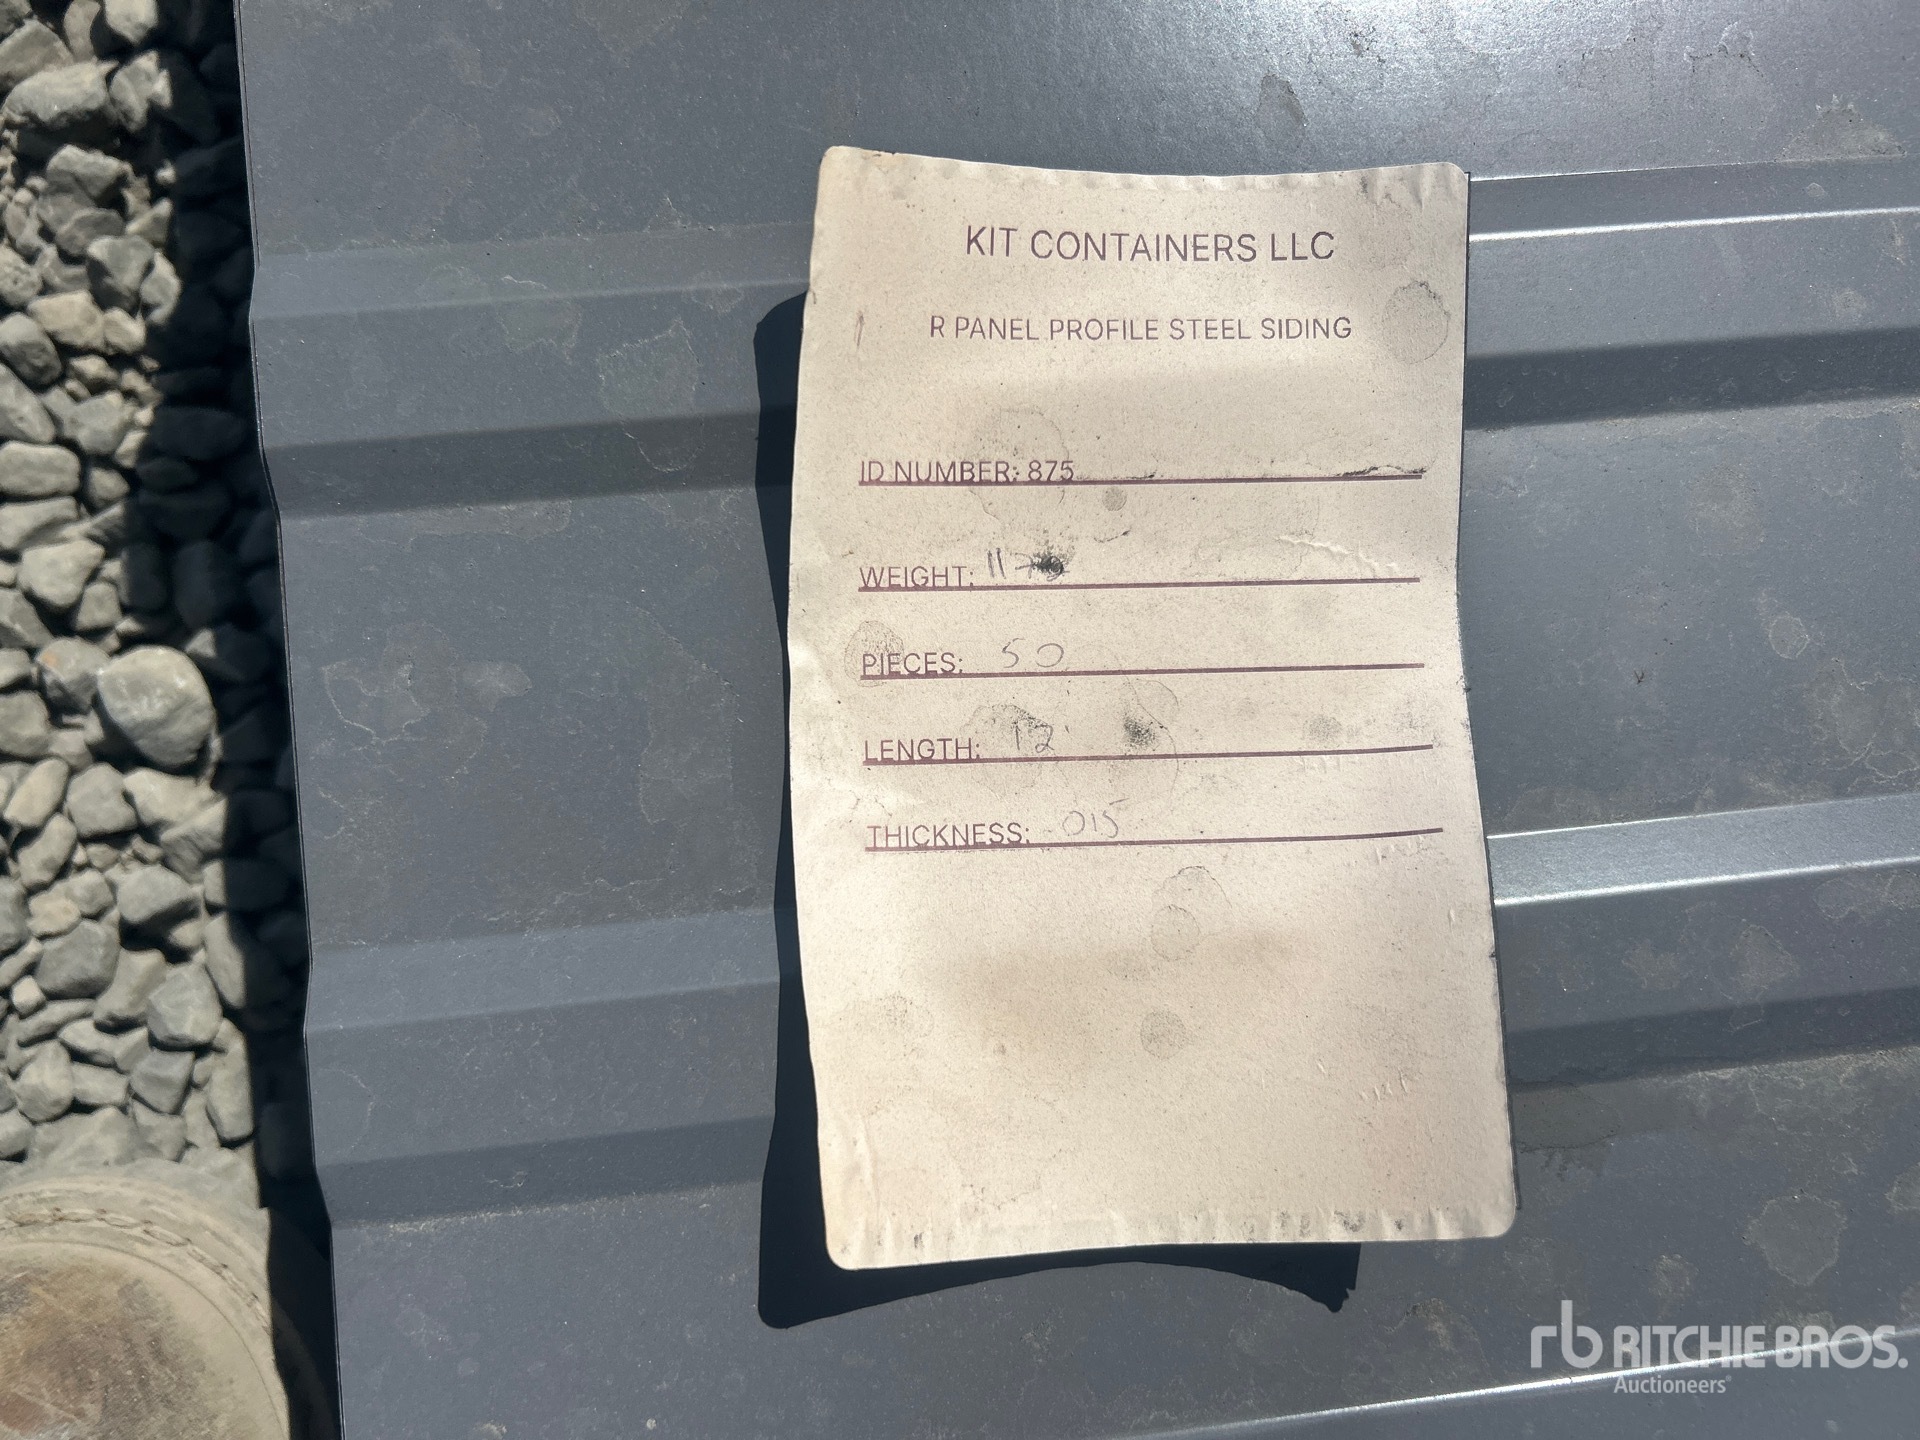 KIT CONTAINERS LLC
R PANEL PROFILE STEEL SIDING
ID NUMBER: 875
WEIGHT:
PIECES: 50
LENGTH: 12'
THICKNESS: .015
rb RITCHIE BROS.
Auctioneers®